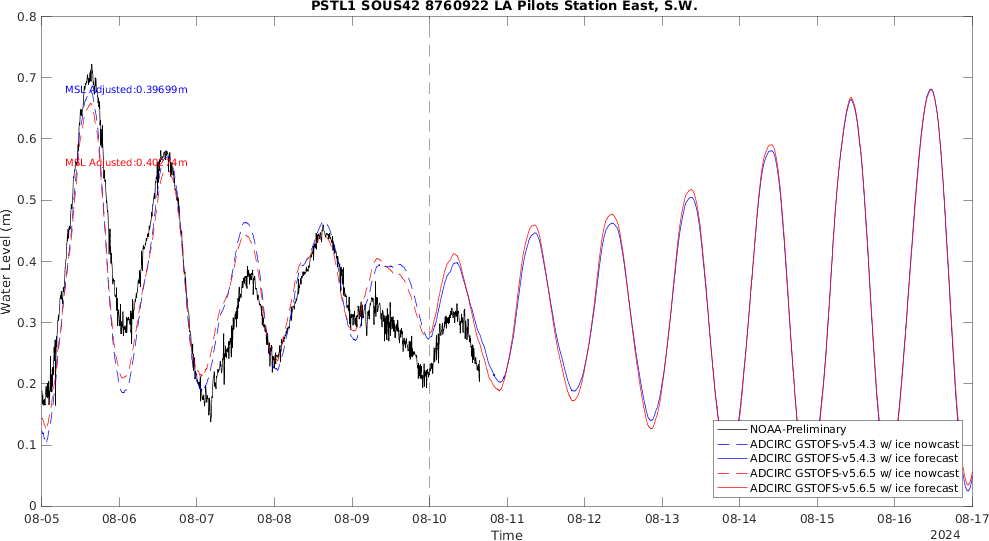 PSTL1 SOUS42 8760922 LA Pilots Station East, S.W.
0.8
0.7
0.6
0.5
0.4
0.3
0.2
0.1
0
Water Level (m)
MSL Adjusted:0.39699m
MSL
08-05
08-06
08-07
08-08
08-09
08-10
08-11
08-12
08-13
08-14
08-15
08-16
08-17
Time
2024
NOAA-Preliminary
ADCIRC GSTOFS-v5.4.3 w/ ice nowcast
ADCIRC GSTOFS-v5.4.3 w/ ice forecast
ADCIRC GSTOFS-v5.6.5 w/ ice nowcast
ADCIRC GSTOFS-v5.6.5 w/ ice forecast